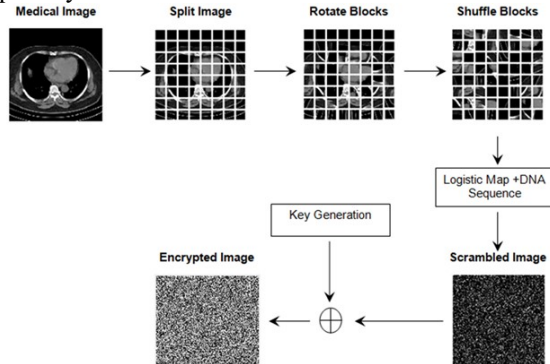 Medical Image
Split Image
Rotate Blocks
Shuffle Blocks
Logistic Map +DNA
Sequence
Key Generation
Encrypted Image
Scrambled Image